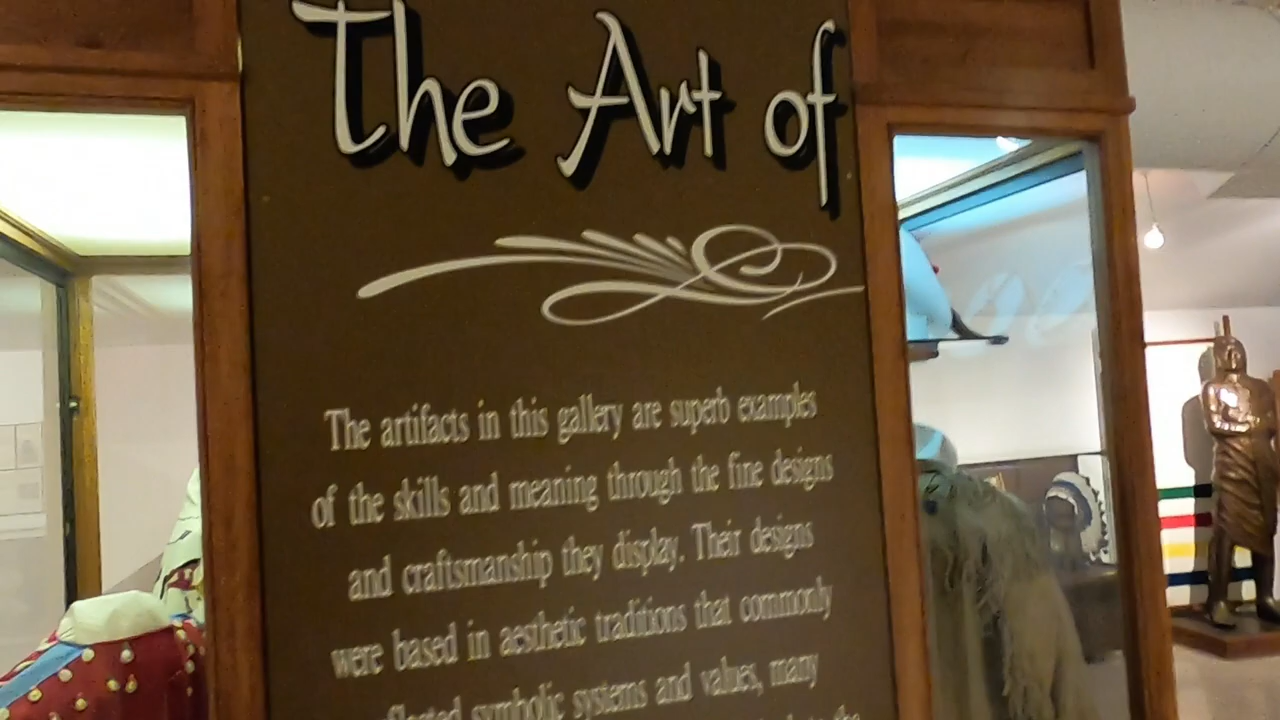 The Art of
The artifacts in this gallery are superb examples
of the skills and meaning through the fine designs
and craftsmanship they display. Their designs
were based in aesthetic traditions that commonly
symbolic systems and values, many